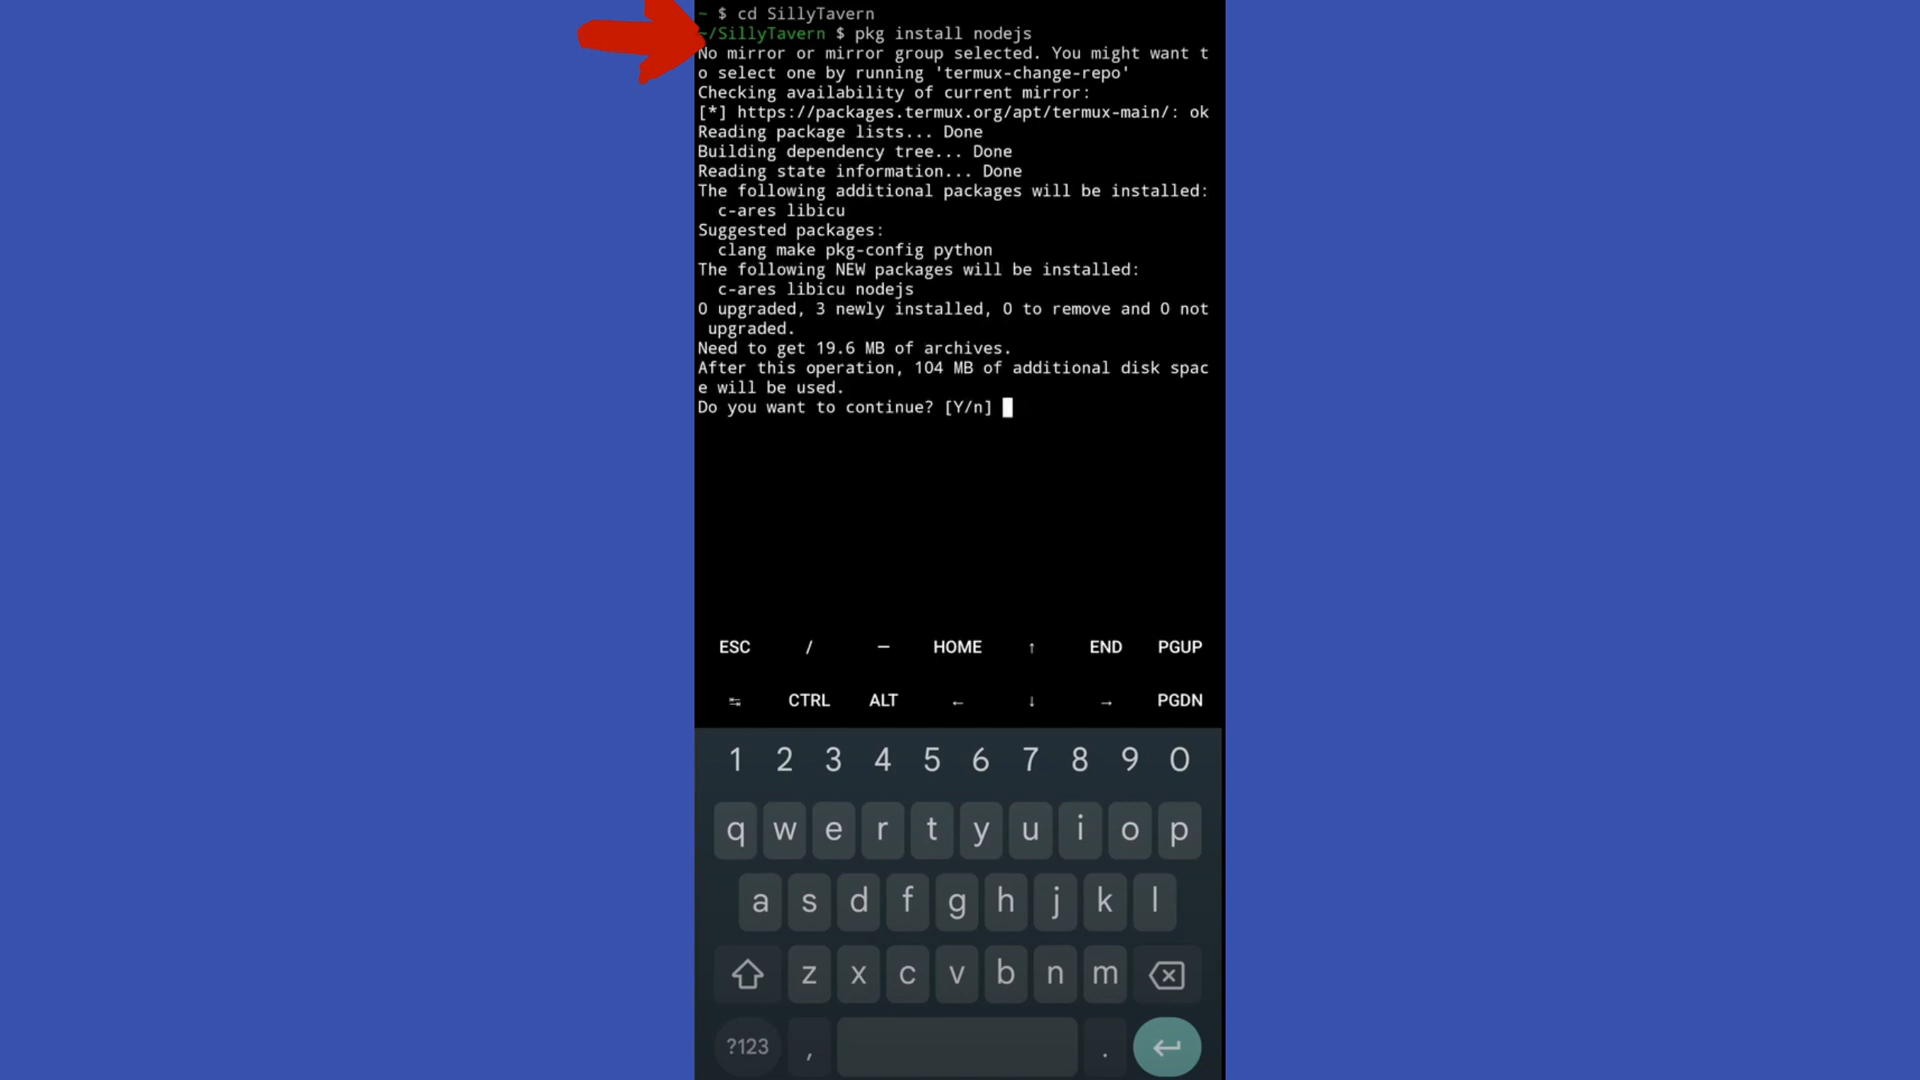 ~ $ cd SillyTavern
~/SillyTavern $ pkg install nodejs
No mirror or mirror group selected. You might want t
o select one by running 'termux-change-repo'
Checking availability of current mirror:
[*] https://packages.termux.org/apt/termux-main/: ok
Reading package lists... Done
Building dependency tree... Done
Reading state information... Done
The following additional packages will be installed:
c-ares libicu
Suggested packages:
clang make pkg-config python
The following NEW packages will be installed:
c-ares libicu nodejs
0 upgraded, 3 newly installed, 0 to remove and 0 not
upgraded.
Need to get 19.6 MB of archives.
After this operation, 104 MB of additional disk spac
e will be used.
Do you want to continue? [Y/n]
ESC / — HOME ↑ END PGUP
↹ CTRL ALT ← ↓ → PGDN
1 2 3 4 5 6 7 8 9 0
q w e r t y u i o p
a s d f g h j k l
z x c v b n m
?123 , .